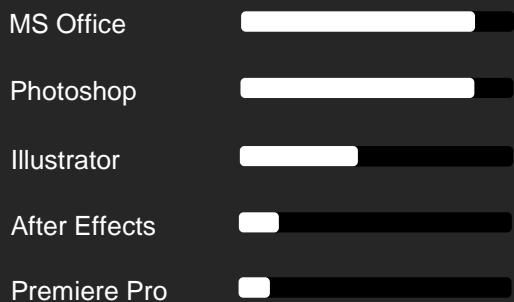 MS Office
Photoshop
Illustrator
After Effects
Premiere Pro